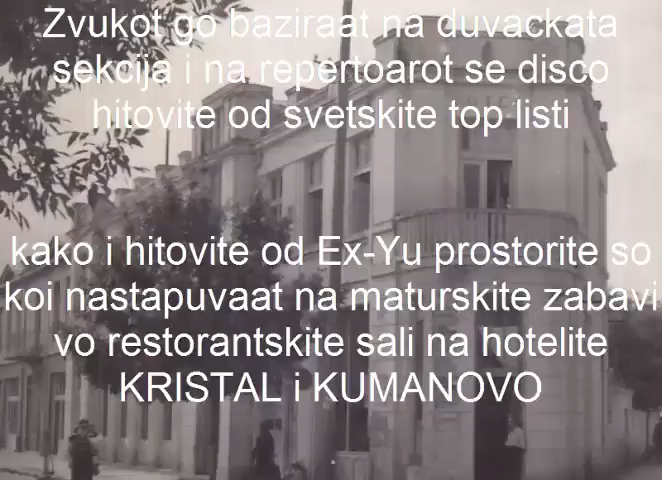 Zvukot go baziraat na duvackata
sekcija i na repertoarot se disco
hitovite od svetskite top listi
kako i hitovite od Ex-Yu prostorite so
koi nastapuvaat na maturskite zabavi
vo restorantskite sali na hotelite
KRISTAL i KUMANOVO